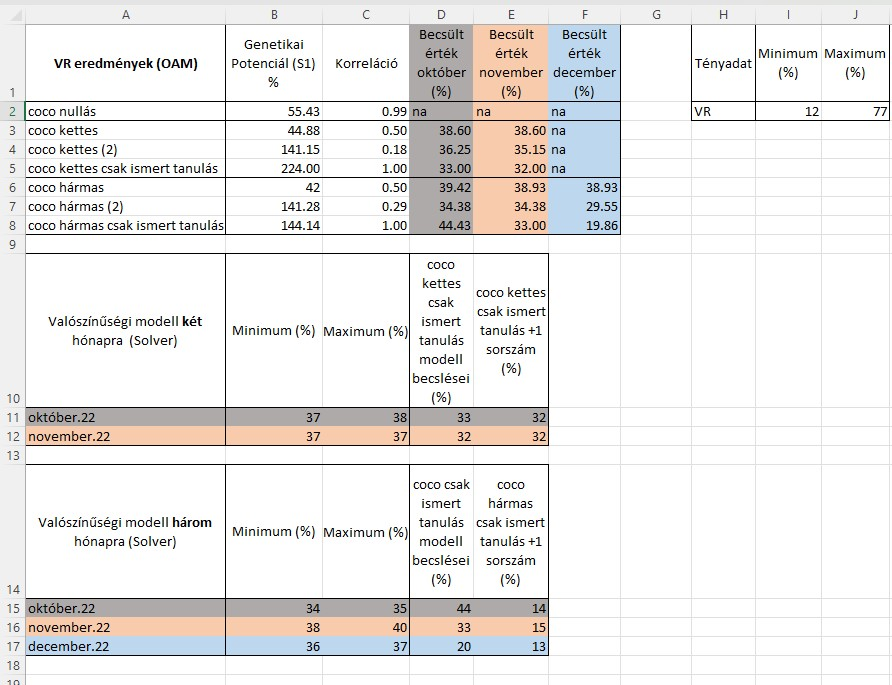 A B C D E F G H I J
1 VR eredmények (OAM) Genetikai Potenciál (S1) % Korreláció Becsült érték október (%) Becsült érték november (%) Becsült érték december (%) Tényadat Minimum (%) Maximum (%)
2 coco nullás 55.43 0.99 na na na VR 12 77
3 coco kettes 44.88 0.50 38.60 38.60 na
4 coco kettes (2) 141.15 0.18 36.25 35.15 na
5 coco kettes csak ismert tanulás 224.00 1.00 33.00 32.00 na
6 coco hármas 42 0.50 39.42 38.93 38.93
7 coco hármas (2) 141.28 0.29 34.38 34.38 29.55
8 coco hármas csak ismert tanulás 144.14 1.00 44.43 33.00 19.86
9
10 Valószínűségi modell két hónapra (Solver) Minimum (%) Maximum (%) coco kettes csak ismert tanulás modell becslései (%) coco kettes csak ismert tanulás +1 sorszám (%)
11 október.22 37 38 33 32
12 november.22 37 37 32 32
13
14 Valószínűségi modell három hónapra (Solver) Minimum (%) Maximum (%) coco csak ismert tanulás modell becslései (%) coco hármas csak ismert tanulás +1 sorszám (%)
15 október.22 34 35 44 14
16 november.22 38 40 33 15
17 december.22 36 37 20 13
18
19